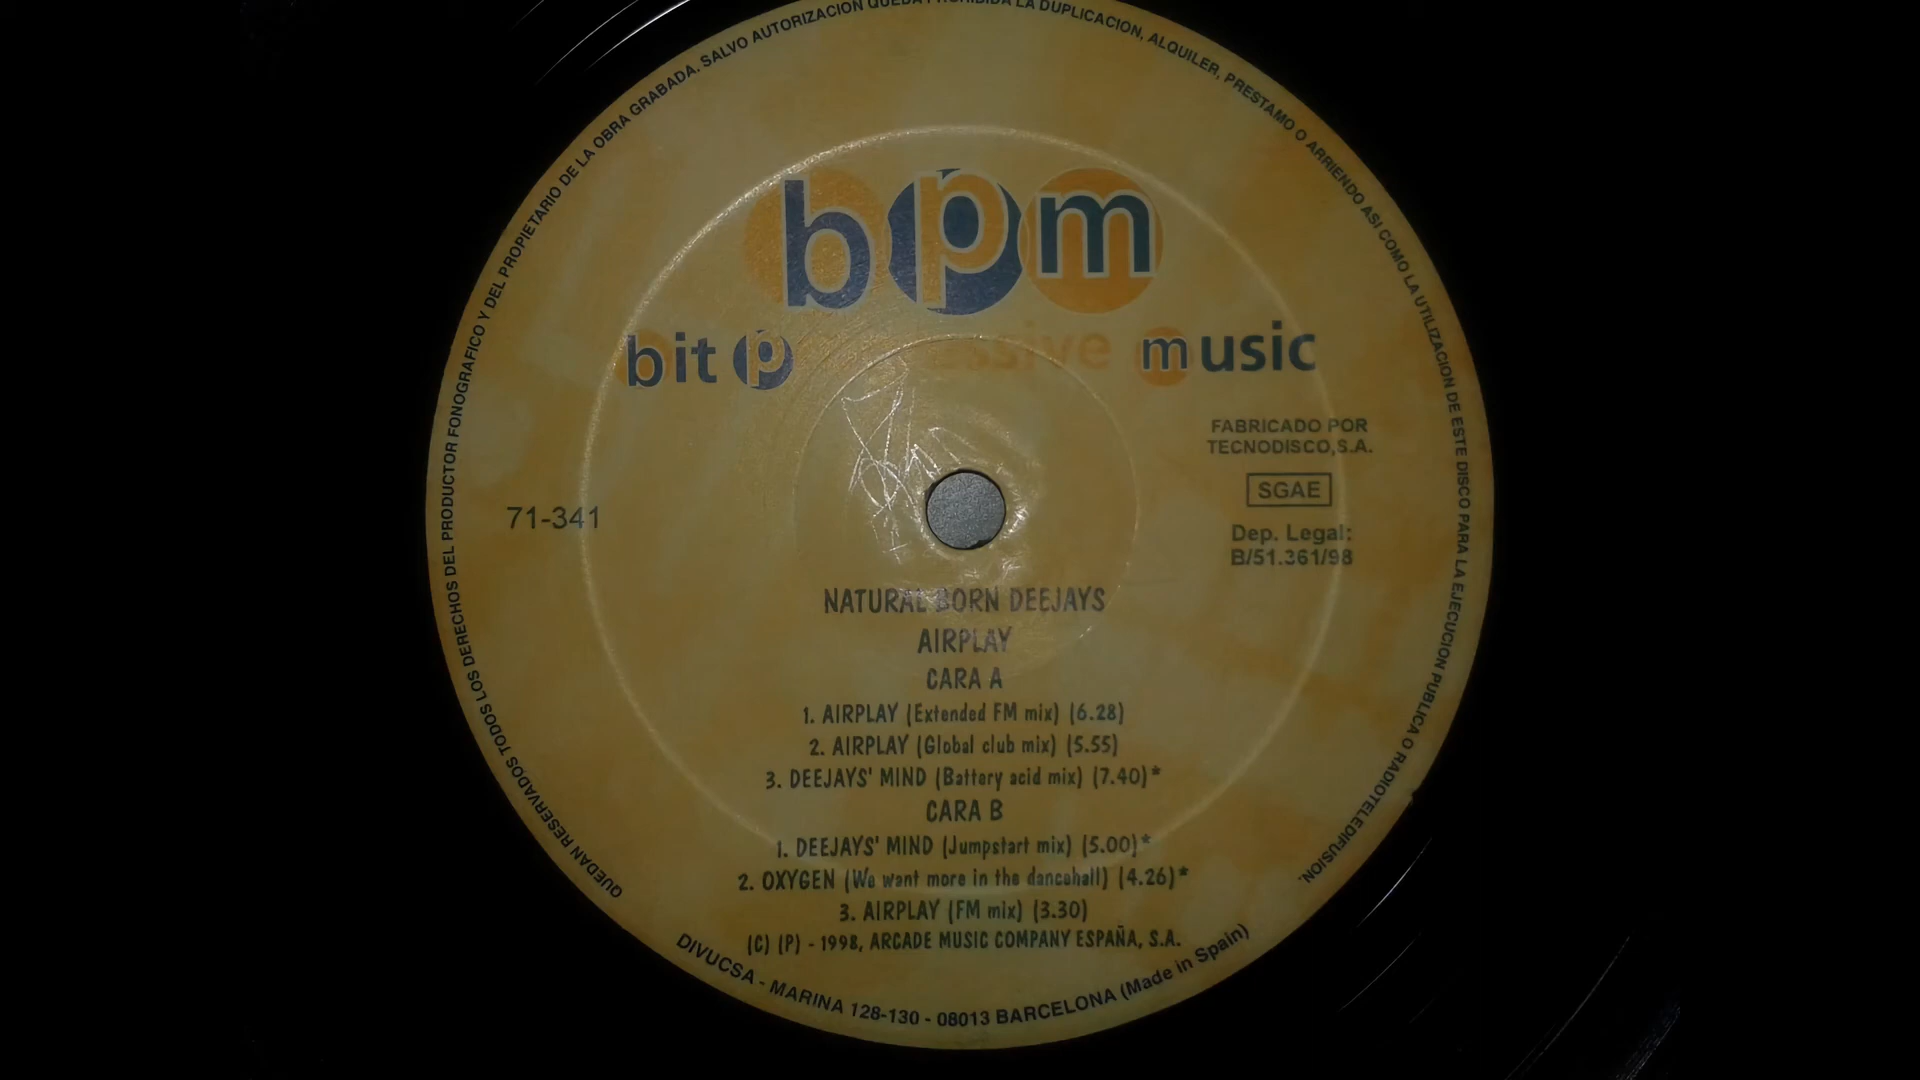 QUEDAN RESERVADOS TODOS LOS DERECHOS DEL PRODUCTOR FONOGRAFICO Y DEL PROPIETARIO DE LA OBRA GRABADA. SALVO AUTORIZACION QUEDA PROHIBIDA LA DUPLICACION, ALQUILER, PRESTAMO O ARRIENDO ASI COMO LA UTILIZACION DE ESTE DISCO PARA LA EJECUCION PUBLICA O RADIOTELEDIFUSION.
bpm
bit p essive music
FABRICADO POR
TECNODISCO,S.A.
SGAE
71-341
Dep. Legal:
B/51.361/98
NATURAL BORN DEEJAYS
AIRPLAY
CARA A
1. AIRPLAY (Extended FM mix) (6.28)
2. AIRPLAY (Global club mix) (5.55)
3. DEEJAYS' MIND (Battery acid mix) (7.40)*
CARA B
1. DEEJAYS' MIND (Jumpstart mix) (5.00)*
2. OXYGEN (We want more in the dancehall) (4.26)*
3. AIRPLAY (FM mix) (3.30)
(C) (P) - 1998, ARCADE MUSIC COMPANY ESPAÑA, S.A.
DIVUCSA - MARINA 128-130 - 08013 BARCELONA (Made in Spain)